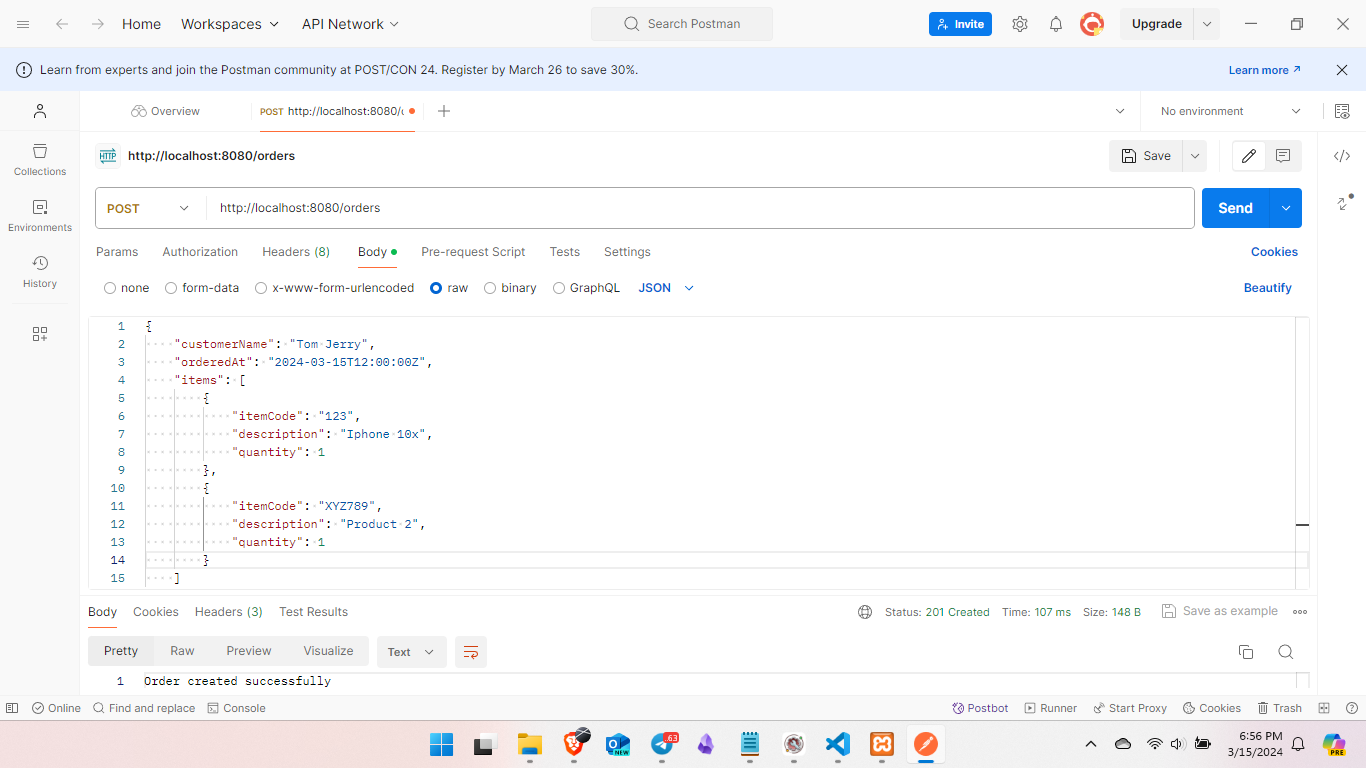 Home Workspaces API Network Search Postman Invite Upgrade
Learn from experts and join the Postman community at POST/CON 24. Register by March 26 to save 30%. Learn more
Overview POST http://localhost:8080/ No environment
HTTP http://localhost:8080/orders Save
Collections
POST http://localhost:8080/orders Send
Environments
Params Authorization Headers (8) Body Pre-request Script Tests Settings Cookies
History
none form-data x-www-form-urlencoded raw binary GraphQL JSON Beautify
1 {
2 "customerName": "Tom Jerry",
3 "orderedAt": "2024-03-15T12:00:00Z",
4 "items": [
5 {
6 "itemCode": "123",
7 "description": "Iphone 10x",
8 "quantity": 1
9 },
10 {
11 "itemCode": "XYZ789",
12 "description": "Product 2",
13 "quantity": 1
14 }
15 ]
Body Cookies Headers (3) Test Results Status: 201 Created Time: 107 ms Size: 148 B Save as example
Pretty Raw Preview Visualize Text
1 Order created successfully
Online Find and replace Console Postbot Runner Start Proxy Cookies Trash
NEW 63 6:56 PM PRE
3/15/2024